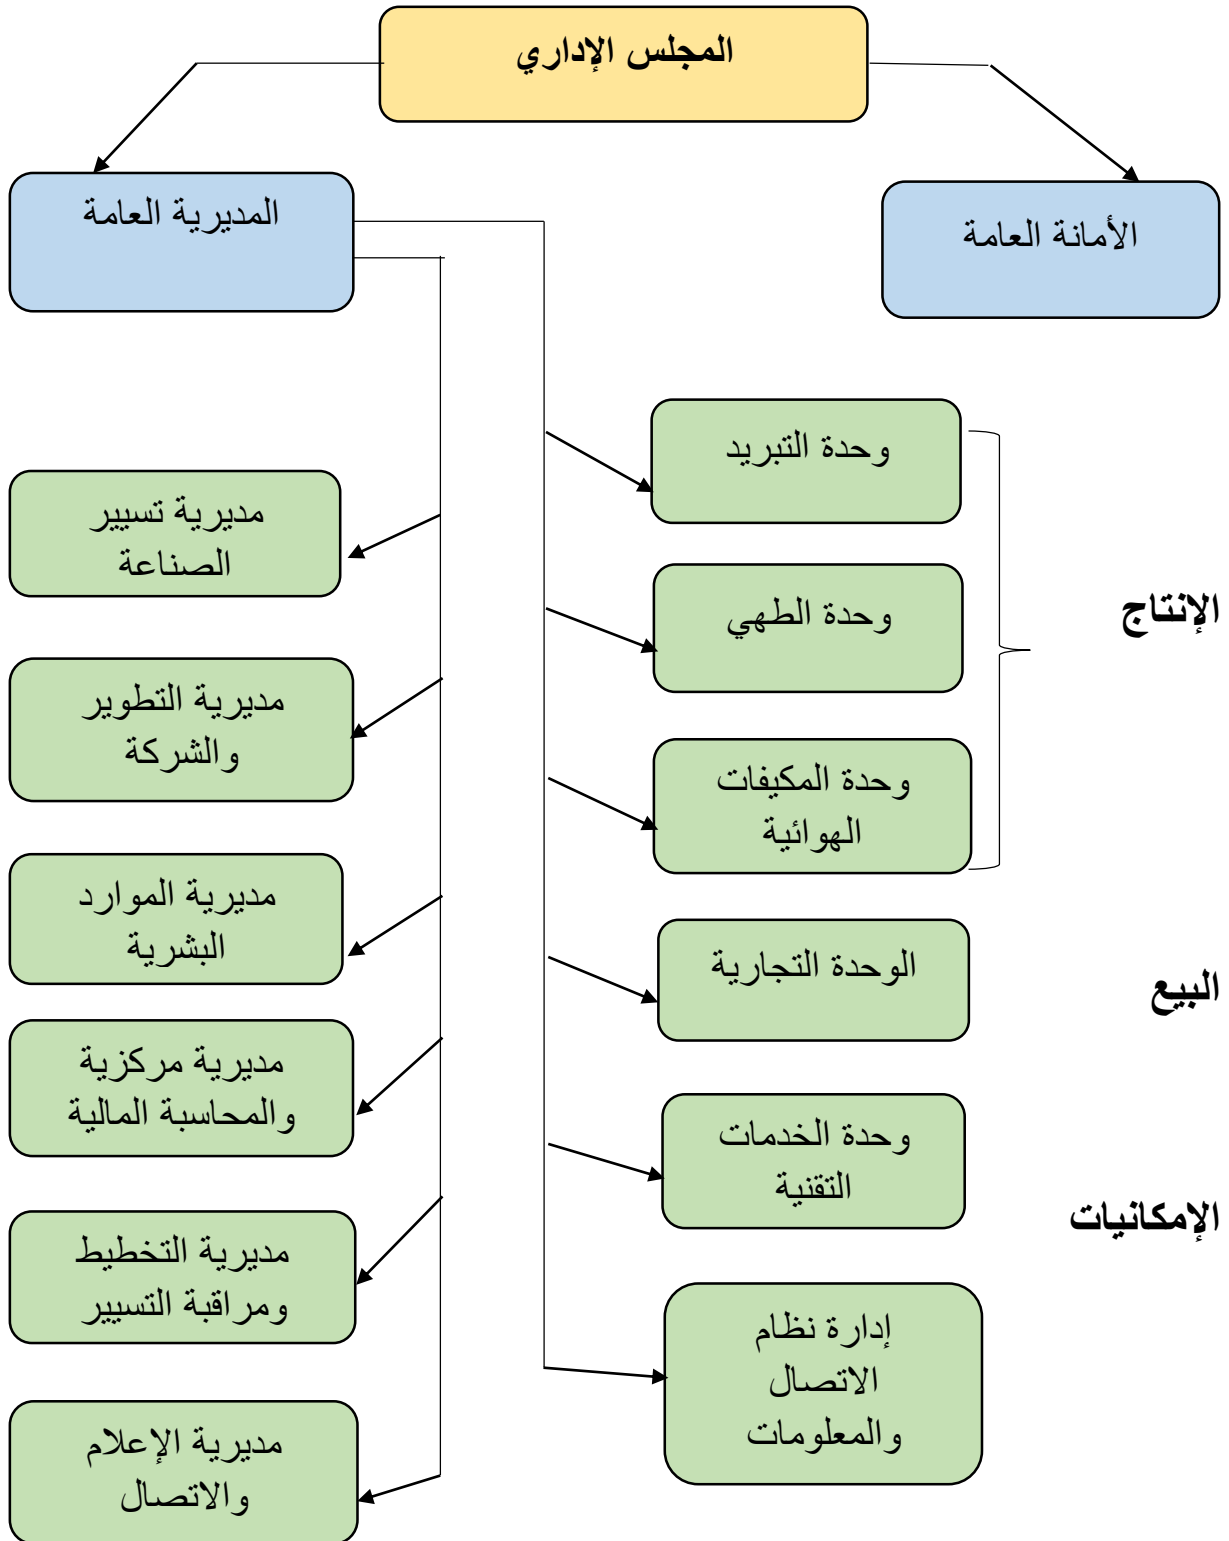 المجلس الإداري
الأمانة العامة
المديرية العامة
وحدة التبريد
وحدة الطهي
وحدة المكيفات
الهوائية
الإنتاج
الوحدة التجارية
البيع
وحدة الخدمات
التقنية
الإمكانيات
إدارة نظام
الاتصال
والمعلومات
مديرية تسيير
الصناعة
مديرية التطوير
والشركة
مديرية الموارد
البشرية
مديرية مركزية
والمحاسبة المالية
مديرية التخطيط
ومراقبة التسيير
مديرية الإعلام
والاتصال